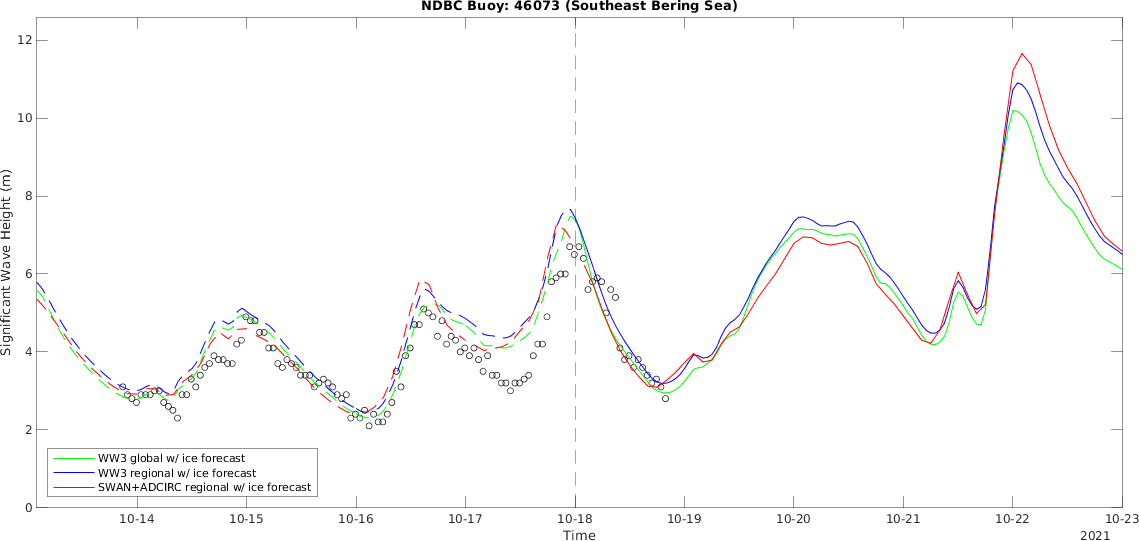 NDBC Buoy: 46073 (Southeast Bering Sea)
Significant Wave Height (m)
12
10
8
6
4
2
0
WW3 global w/ ice forecast
WW3 regional w/ ice forecast
SWAN+ADCIRC regional w/ ice forecast
10-14 10-15 10-16 10-17 10-18 10-19 10-20 10-21 10-22 10-23
Time
2021